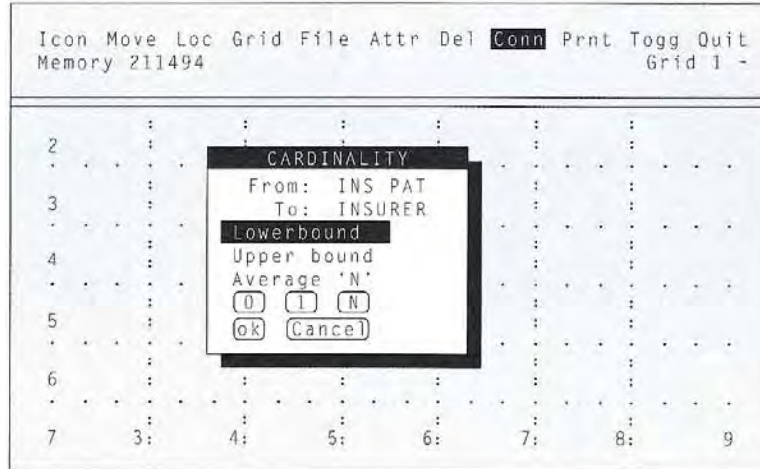 Icon Move Loc Grid File Attr Del Conn Prnt Togg Quit
Memory 211494 Grid 1 -
2
CARDINALITY
From: INS PAT
3
To: INSURER
Lowerbound
4
Upper bound
Average 'N'
0 1 N
5
ok Cancel
6
7 3: 4: 5: 6: 7: 8: 9